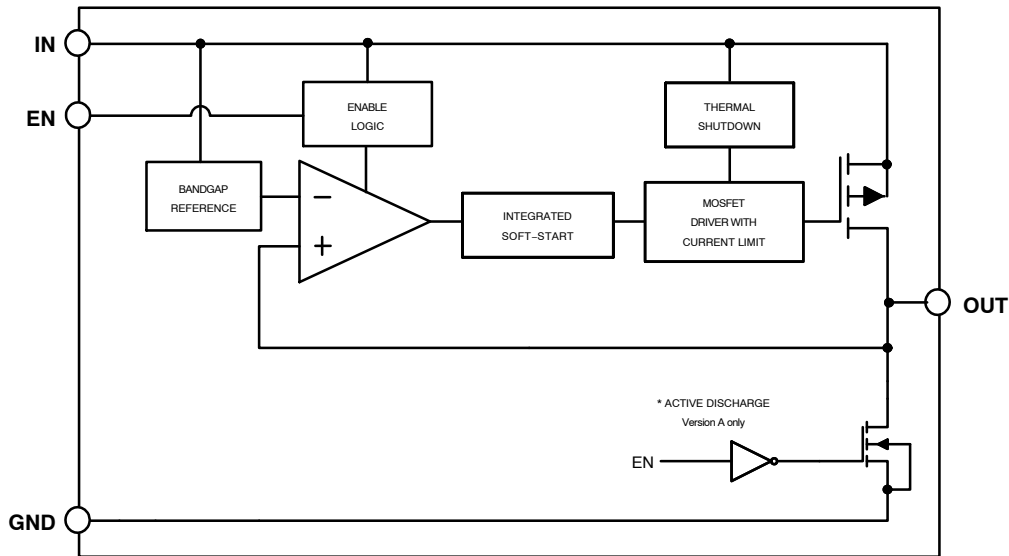 IN
EN
ENABLE
LOGIC
THERMAL
SHUTDOWN
BANDGAP
REFERENCE
−
+
INTEGRATED
SOFT−START
MOSFET
DRIVER WITH
CURRENT LIMIT
OUT
* ACTIVE DISCHARGE
Version A only
EN
GND